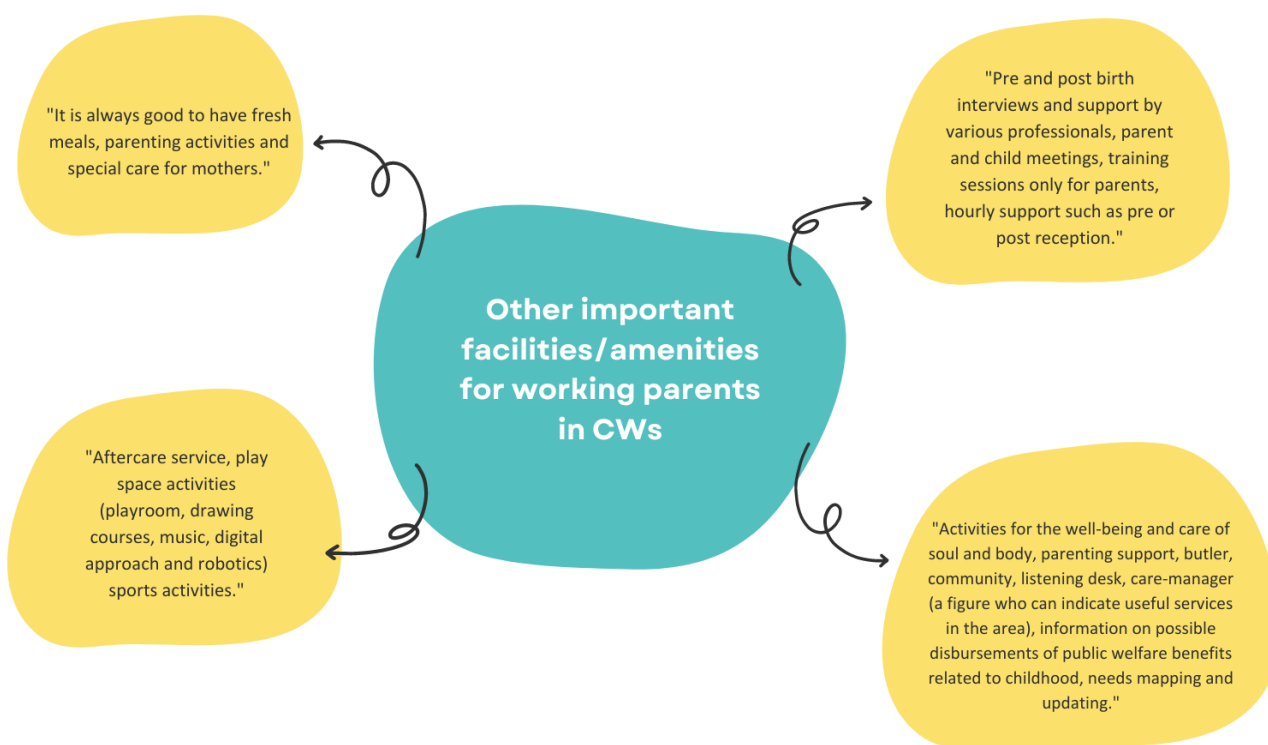 "It is always good to have fresh
meals, parenting activities and
special care for mothers."
"Pre and post birth
interviews and support by
various professionals, parent
and child meetings, training
sessions only for parents,
hourly support such as pre or
post reception."
Other important
facilities/amenities
for working parents
in CWs
"Aftercare service, play
space activities
(playroom, drawing
courses, music, digital
approach and robotics)
sports activities."
"Activities for the well-being and care of
soul and body, parenting support, butler,
community, listening desk, care-manager
(a figure who can indicate useful services
in the area), information on possible
disbursements of public welfare benefits
related to childhood, needs mapping and
updating."